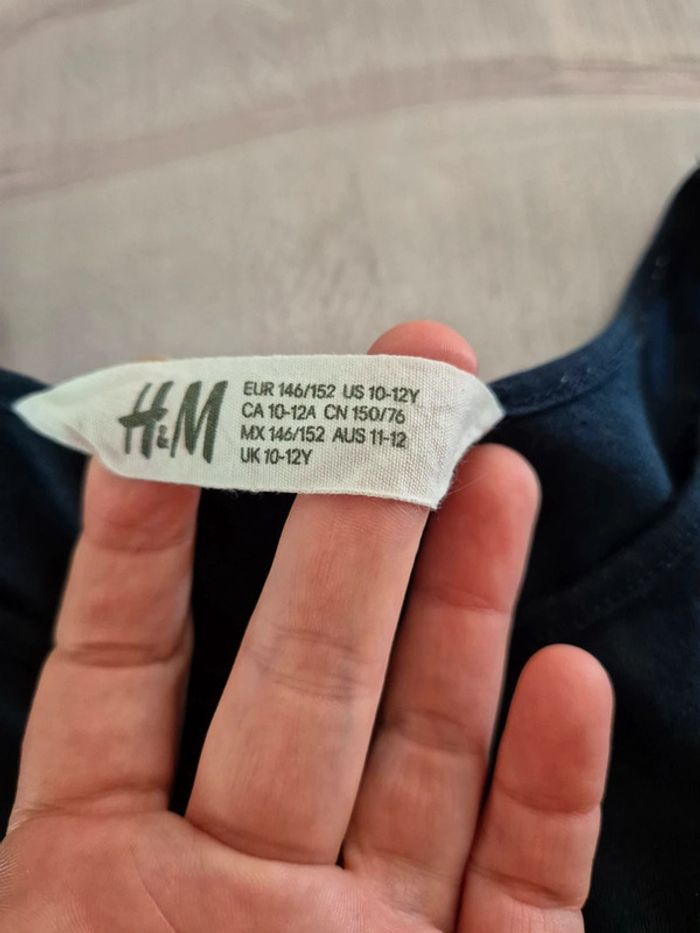 H&M
EUR 146/152 US 10-12Y
CA 10-12A CN 150/76
MX 146/152 AUS 11-12
UK 10-12Y